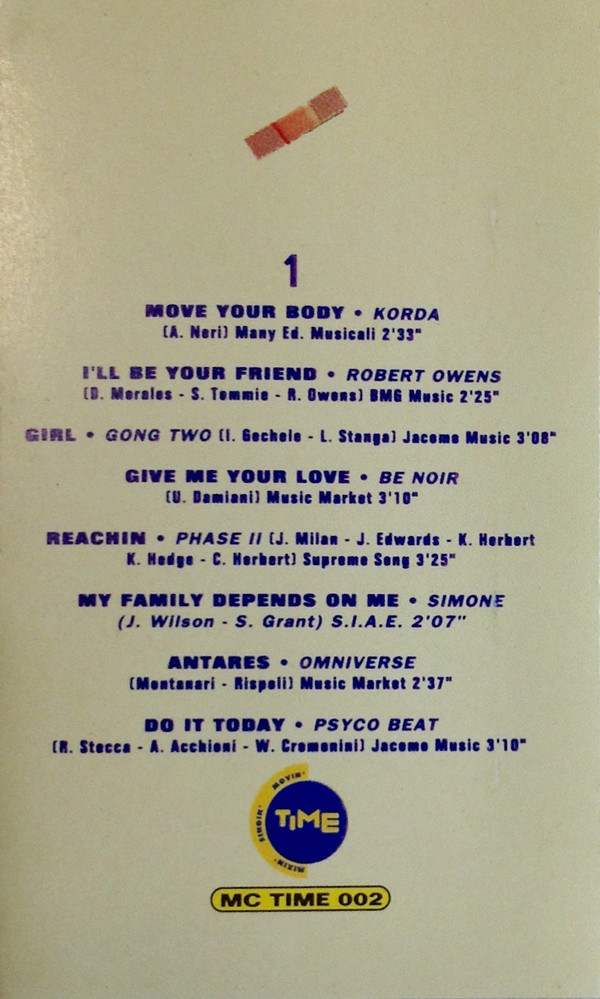 1
MOVE YOUR BODY • KORDA
(A. Neri) Many Ed. Musicali 2'33"
I'LL BE YOUR FRIEND • ROBERT OWENS
(D. Morales - S. Tommie - R. Owens) BMG Music 2'25"
GIRL • GONG TWO (I. Gechele - L. Stanga) Jacomo Music 3'08"
GIVE ME YOUR LOVE • BE NOIR
(U. Damiani) Music Market 3'10"
REACHIN • PHASE II (J. Milan - J. Edwards - K. Herbert
K. Hedge - C. Herbert) Supreme Song 3'25"
MY FAMILY DEPENDS ON ME • SIMONE
(J. Wilson - S. Grant) S.I.A.E. 2'07"
ANTARES • OMNIVERSE
(Montanari - Rispoli) Music Market 2'37"
DO IT TODAY • PSYCO BEAT
(R. Stecca - A. Acchioni - W. Cremonini) Jacomo Music 3'10"
MOVIN'
SINGIN'
MIXIN'
TIME
MC TIME 002